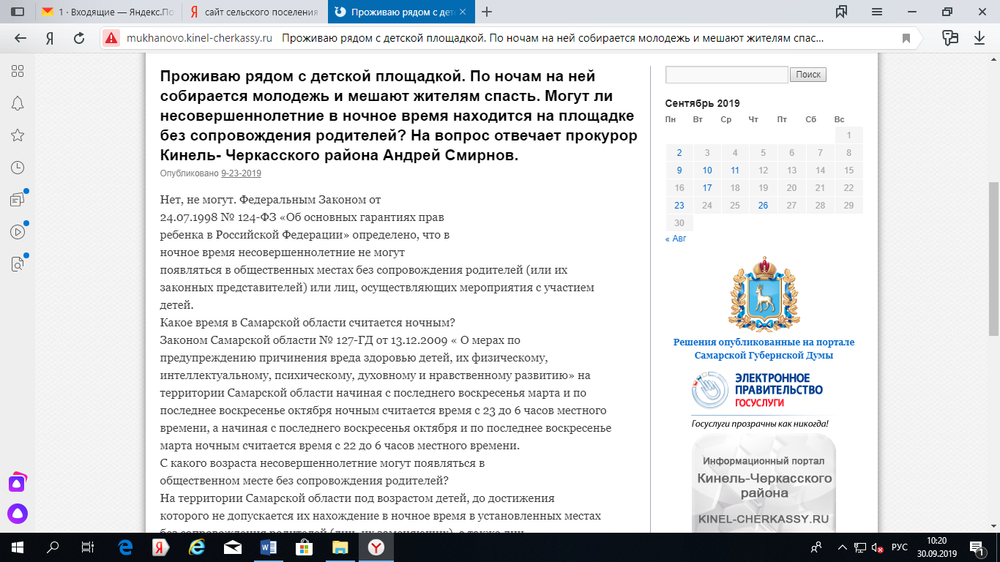 1 · Входящие — Яндекс.По
сайт сельского поселения
Проживаю рядом с дет
mukhanovo.kinel-cherkassy.ru Проживаю рядом с детской площадкой. По ночам на ней собирается молодежь и мешают жителям спас...
Проживаю рядом с детской площадкой. По ночам на ней
собирается молодежь и мешают жителям спасть. Могут ли
несовершеннолетние в ночное время находится на площадке
без сопровождения родителей? На вопрос отвечает прокурор
Кинель- Черкасского района Андрей Смирнов.
Опубликовано 9-23-2019
Нет, не могут. Федеральным Законом от
24.07.1998 № 124-ФЗ «Об основных гарантиях прав
ребенка в Российской Федерации» определено, что в
ночное время несовершеннолетние не могут
появляться в общественных местах без сопровождения родителей (или их
законных представителей) или лиц, осуществляющих мероприятия с участием
детей.
Какое время в Самарской области считается ночным?
Законом Самарской области № 127-ГД от 13.12.2009 « О мерах по
предупреждению причинения вреда здоровью детей, их физическому,
интеллектуальному, психическому, духовному и нравственному развитию» на
территории Самарской области начиная с последнего воскресенья марта и по
последнее воскресенье октября ночным считается время с 23 до 6 часов местного
времени, а начиная с последнего воскресенья октября и по последнее воскресенье
марта ночным считается время с 22 до 6 часов местного времени.
С какого возраста несовершеннолетние могут появляться в
общественном месте без сопровождения родителей?
На территории Самарской области под возрастом детей, до достижения
которого не допускается их нахождение в ночное время в установленных местах
без сопровождения родителей (лиц, их заменяющих), а также лиц,
Поиск
Сентябрь 2019
Пн Вт Ср Чт Пт Сб Вс
1
2 3 4 5 6 7 8
9 10 11 12 13 14 15
16 17 18 19 20 21 22
23 24 25 26 27 28 29
30
« Авг
Решения опубликованные на портале
Самарской Губернской Думы
ЭЛЕКТРОННОЕ
ПРАВИТЕЛЬСТВО
ГОСУСЛУГИ
Госуслуги прозрачны как никогда!
Информационный портал
Кинель-Черкасского
района
KINEL-CHERKASSY.RU
РУС
10:20
30.09.2019
1